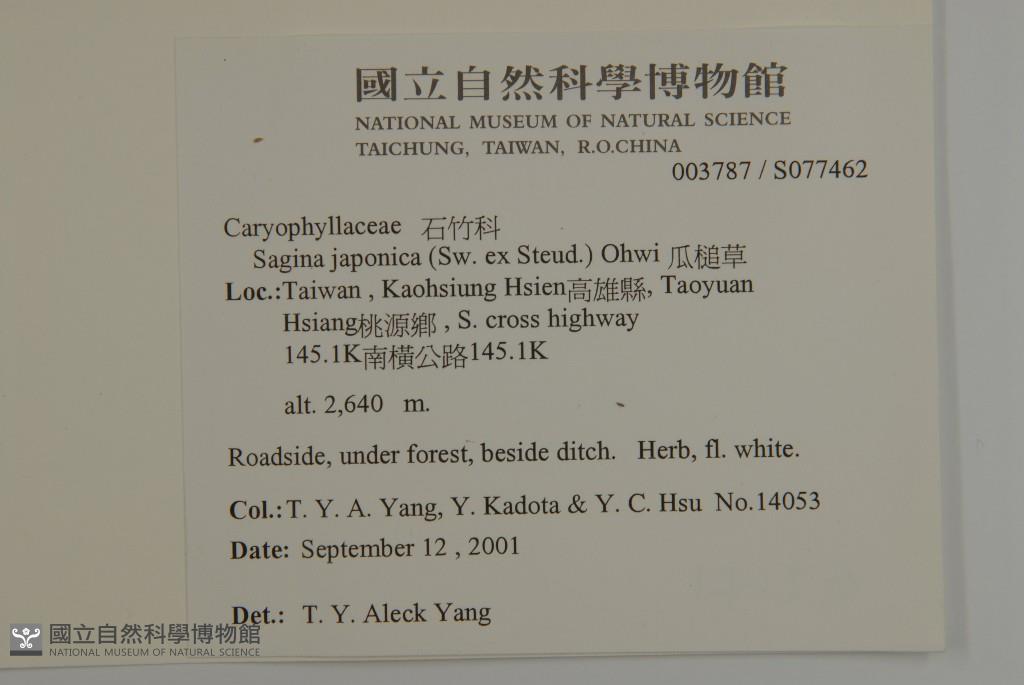 國立自然科學博物館
NATIONAL MUSEUM OF NATURAL SCIENCE
TAICHUNG, TAIWAN, R.O.CHINA
003787 / S077462
Caryophyllaceae 石竹科
Sagina japonica (Sw. ex Steud.) Ohwi 瓜槌草
Loc.:Taiwan , Kaohsiung Hsien高雄縣, Taoyuan
Hsiang桃源鄉 , S. cross highway
145.1K南橫公路145.1K
alt. 2,640 m.
Roadside, under forest, beside ditch. Herb, fl. white.
Col.: T. Y. A. Yang, Y. Kadota & Y. C. Hsu No.14053
Date: September 12 , 2001
Det.: T. Y. Aleck Yang
國立自然科學博物館
NATIONAL MUSEUM OF NATURAL SCIENCE